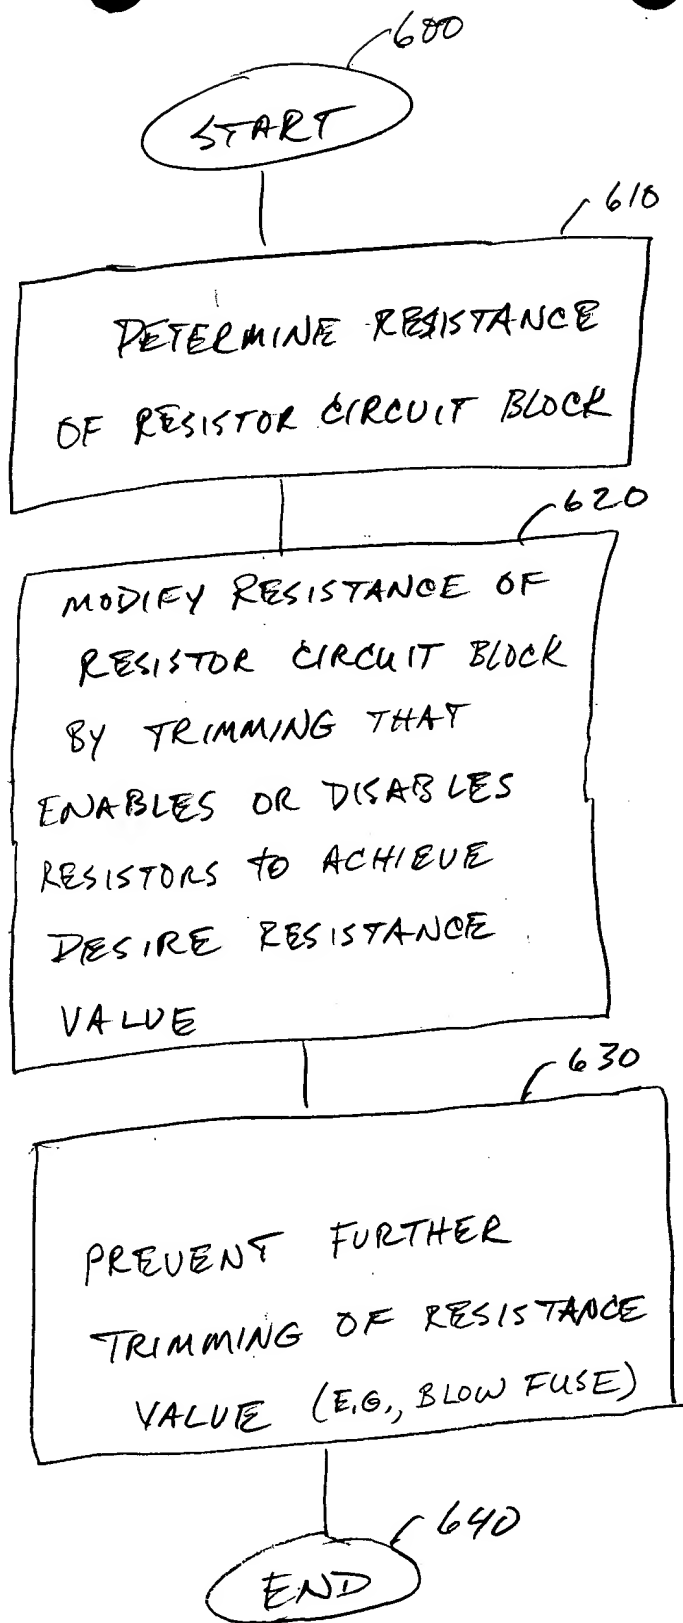 600
START
610
DETERMINE RESISTANCE
OF RESISTOR CIRCUIT BLOCK
620
MODIFY RESISTANCE OF
RESISTOR CIRCUIT BLOCK
BY TRIMMING THAT
ENABLES OR DISABLES
RESISTORS TO ACHIEVE
DESIRE RESISTANCE
VALUE
630
PREVENT FURTHER
TRIMMING OF RESISTANCE
VALUE (E.G., BLOW FUSE)
640
END